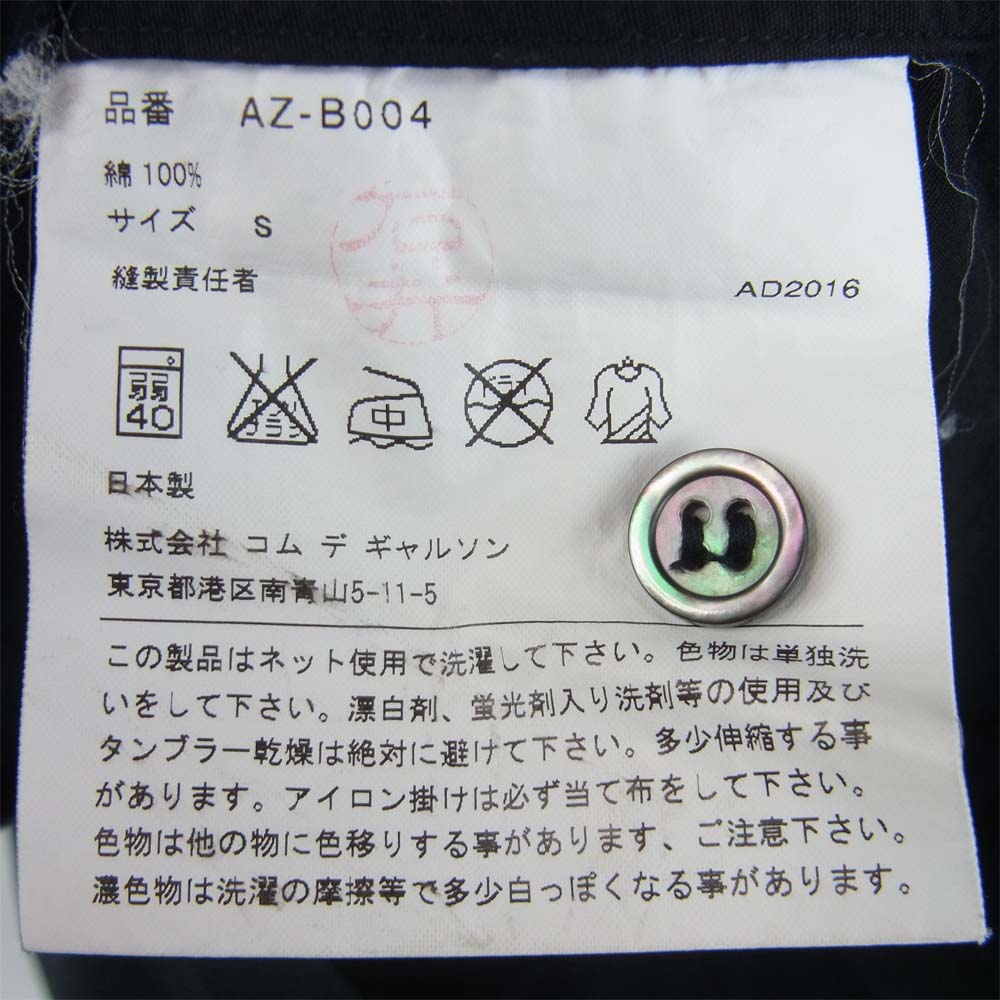 品番 AZ-B004
綿 100%
サイズ S
縫製責任者
AD2016
弱 40
エンソ サラシ
中
ドライ
日本製
株式会社 コム デ ギャルソン
東京都港区南青山5-11-5
この製品はネット使用で洗濯して下さい。色物は単独洗
いをして下さい。漂白剤、蛍光剤入り洗剤等の使用及び
タンブラー乾燥は絶対に避けて下さい。多少伸縮する事
があります。アイロン掛けは必ず当て布をして下さい。
色物は他の物に色移りする事があります、ご注意下さい。
濃色物は洗濯の摩擦等で多少白っぽくなる事があります。